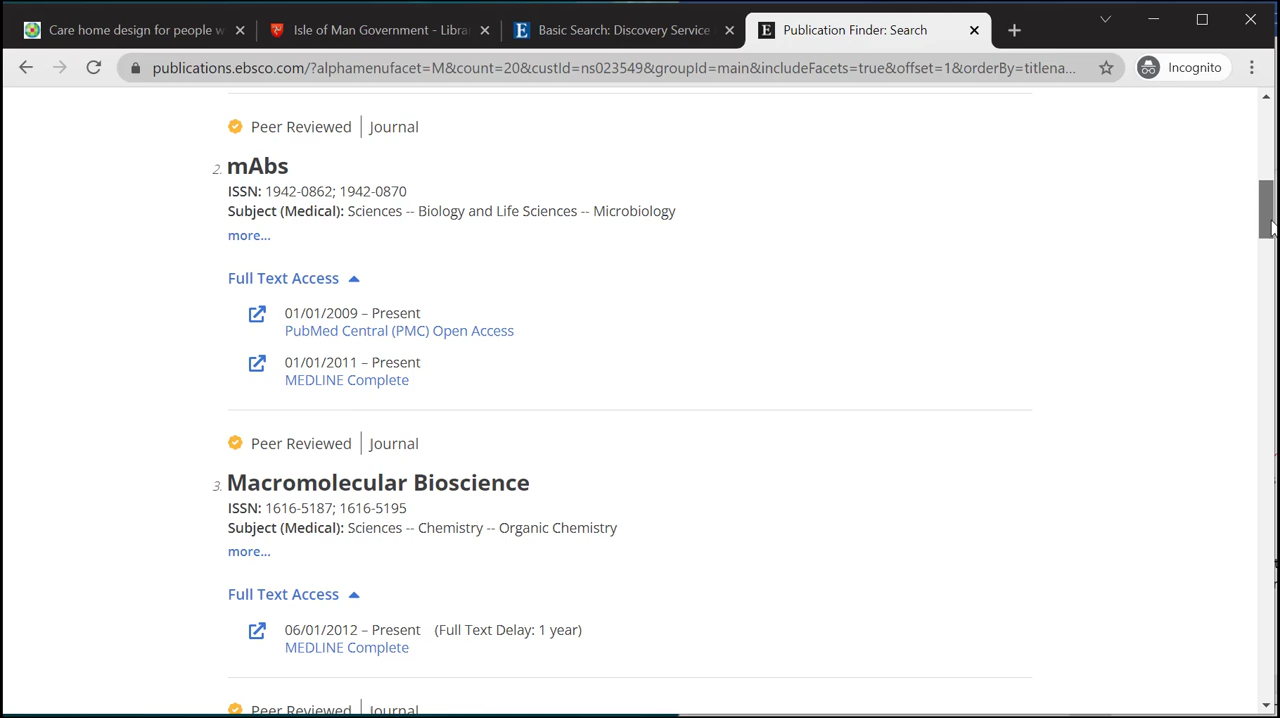 Care home design for people w
Isle of Man Government - Libra
Basic Search: Discovery Service
Publication Finder: Search
publications.ebsco.com/?alphamenufacet=M&count=20&custId=ns023549&groupId=main&includeFacets=true&offset=1&orderBy=titlena...
Incognito
Peer Reviewed | Journal
2. mAbs
ISSN: 1942-0862; 1942-0870
Subject (Medical): Sciences -- Biology and Life Sciences -- Microbiology
more...
Full Text Access
01/01/2009 – Present
PubMed Central (PMC) Open Access
01/01/2011 – Present
MEDLINE Complete
Peer Reviewed | Journal
3. Macromolecular Bioscience
ISSN: 1616-5187; 1616-5195
Subject (Medical): Sciences -- Chemistry -- Organic Chemistry
more...
Full Text Access
06/01/2012 – Present (Full Text Delay: 1 year)
MEDLINE Complete
Peer Reviewed | Journal